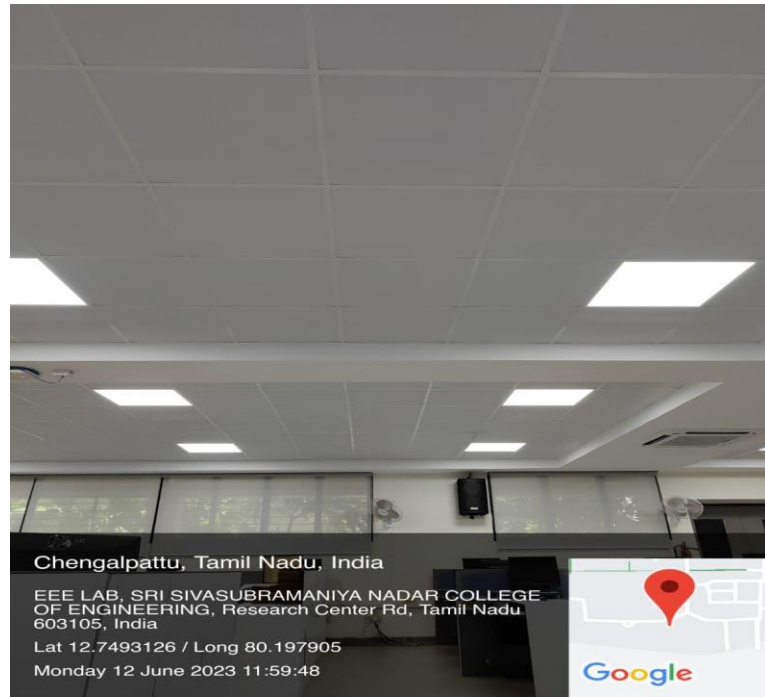 Chengalpattu, Tamil Nadu, India
EEE LAB, SRI SIVASUBRAMANIYA NADAR COLLEGE
OF ENGINEERING, Research Center Rd, Tamil Nadu
603105, India
Lat 12.7493126 / Long 80.197905
Monday 12 June 2023 11:59:48
Google